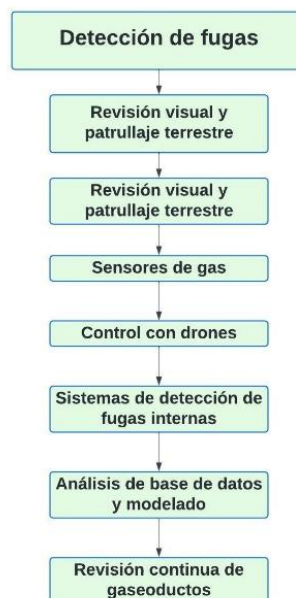 Detección de fugas
Revisión visual y
patrullaje terrestre
Revisión visual y
patrullaje terrestre
Sensores de gas
Control con drones
Sistemas de detección de
fugas internas
Análisis de base de datos
y modelado
Revisión continua de
gaseoductos